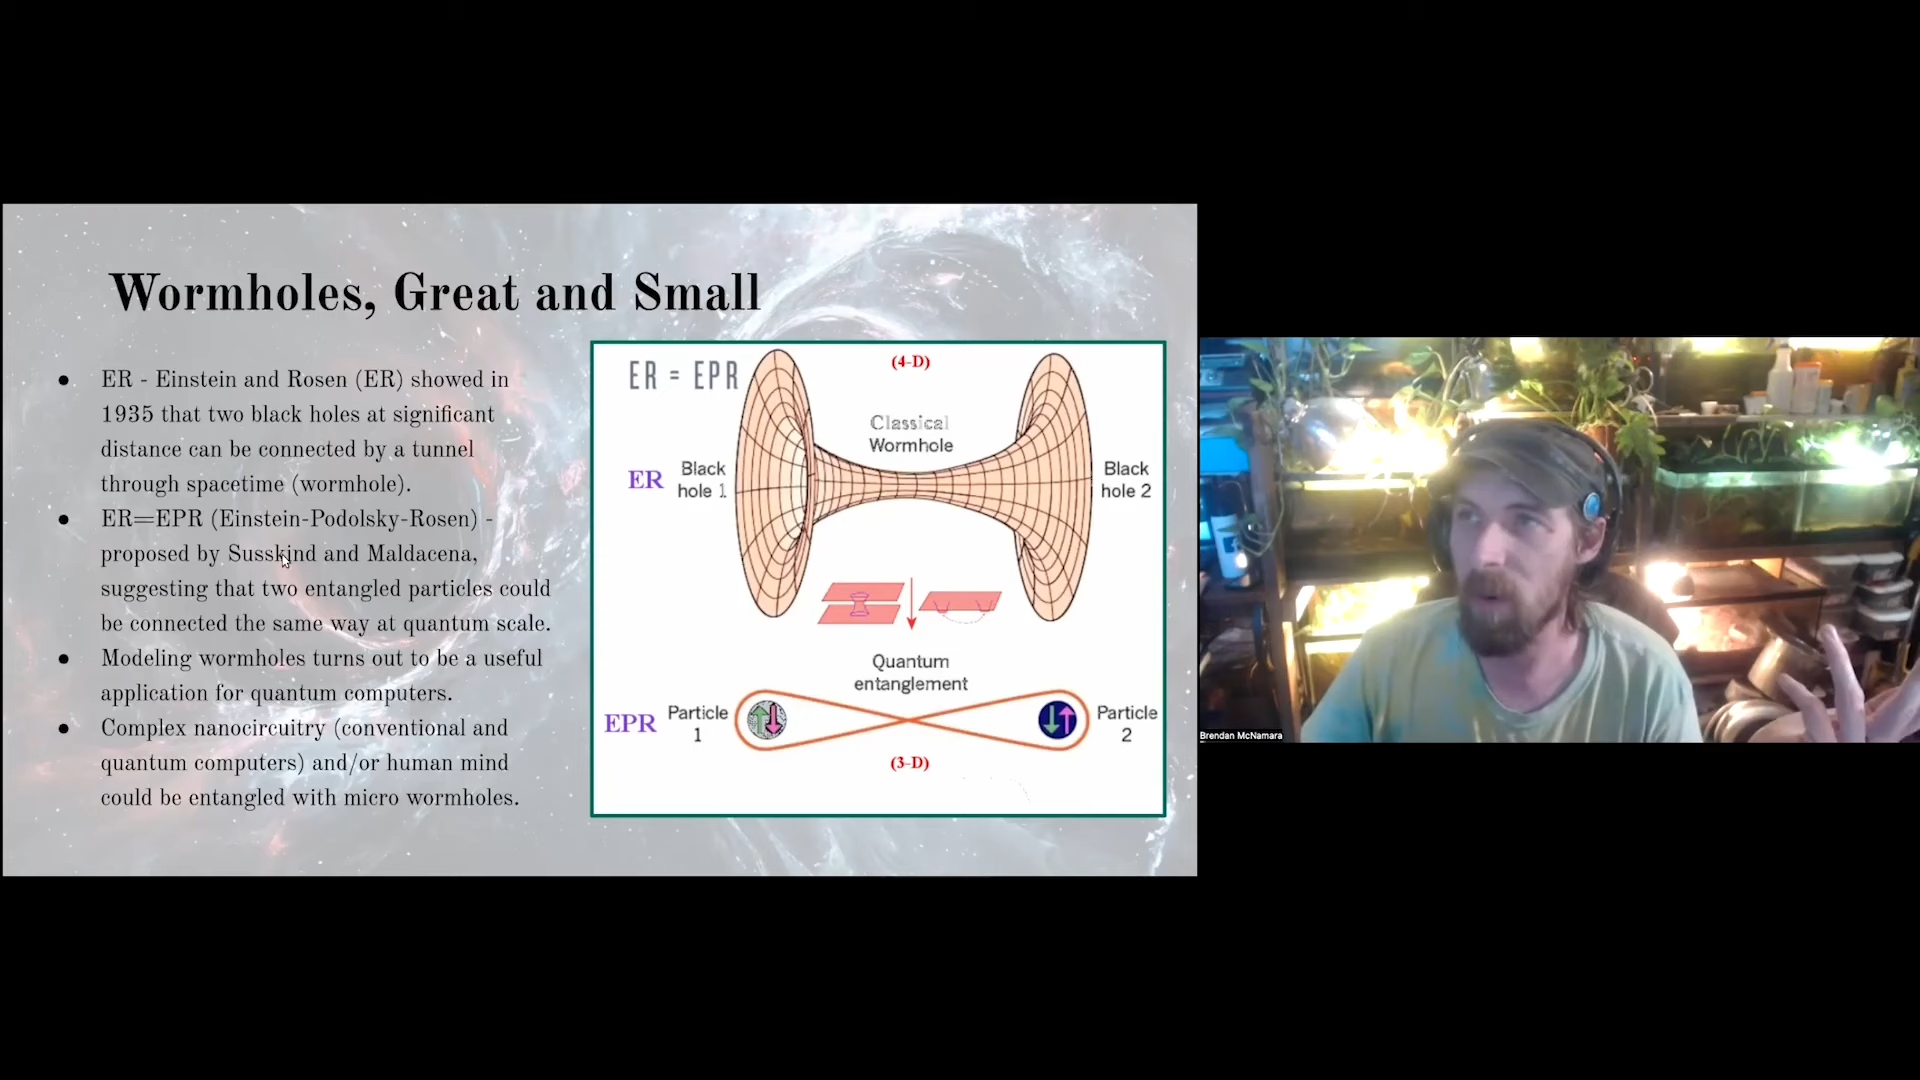 Wormholes, Great and Small
● ER - Einstein and Rosen (ER) showed in
1935 that two black holes at significant
distance can be connected by a tunnel
through spacetime (wormhole).
● ER=EPR (Einstein-Podolsky-Rosen) -
proposed by Susskind and Maldacena,
suggesting that two entangled particles could
be connected the same way at quantum scale.
● Modeling wormholes turns out to be a useful
application for quantum computers.
● Complex nanocircuitry (conventional and
quantum computers) and/or human mind
could be entangled with micro wormholes.
ER = EPR
(4-D)
Classical
Wormhole
ER
Black
hole 1
Black
hole 2
Quantum
entanglement
EPR
Particle
1
Particle
2
(3-D)
Brendan McNamara